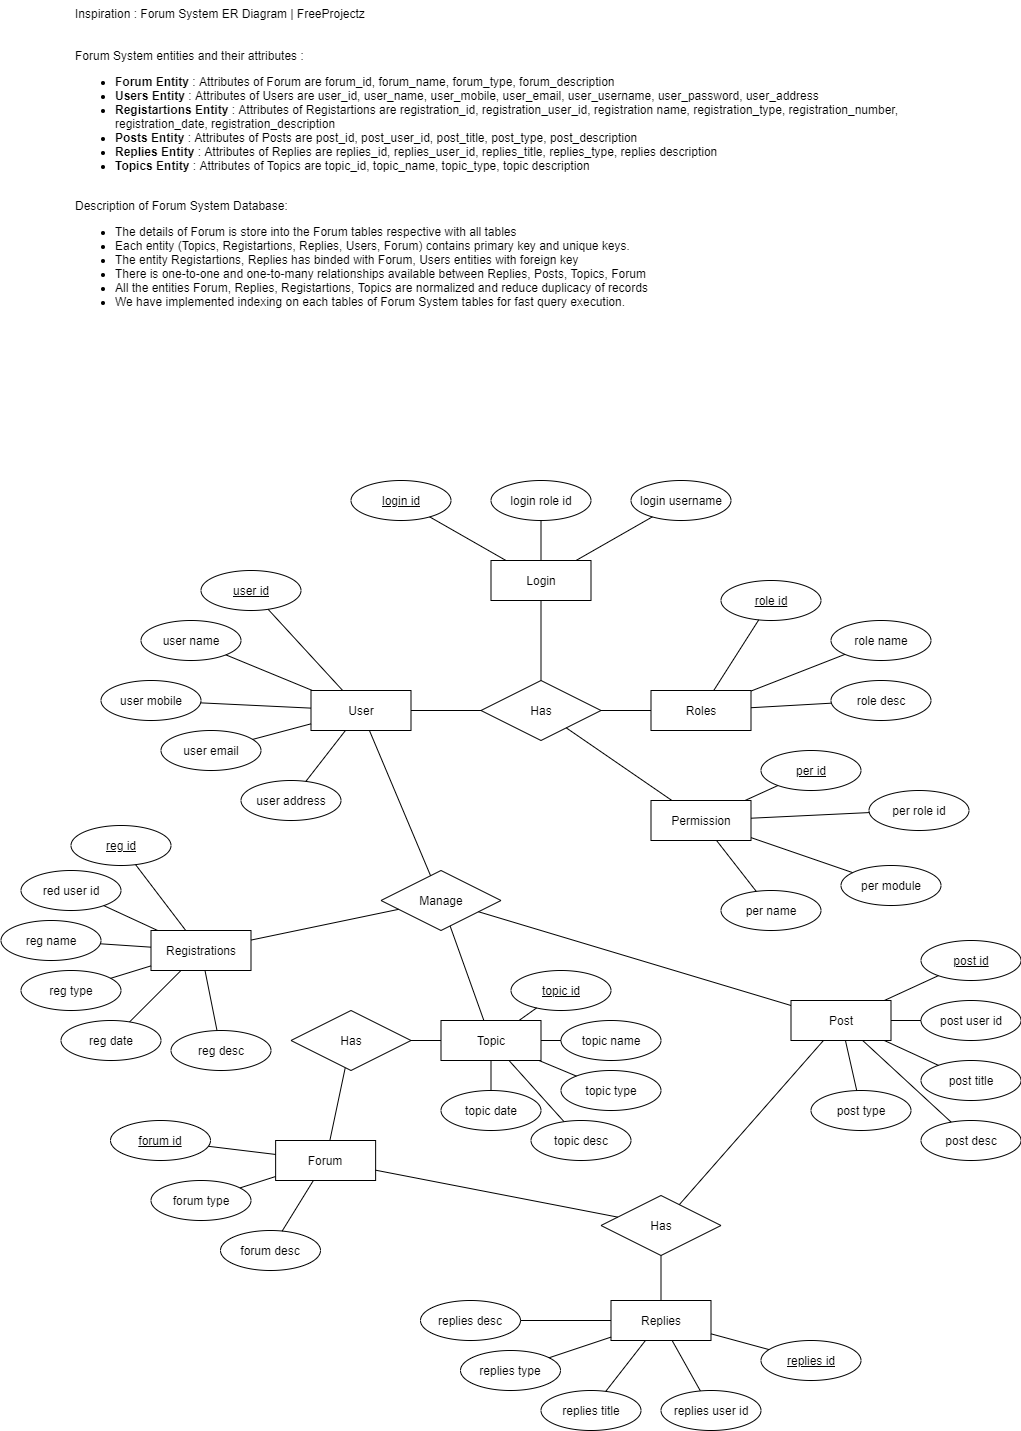 Inspiration : Forum System ER Diagram | FreeProjectz
Forum System entities and their attributes :
• Forum Entity : Attributes of Forum are forum_id, forum_name, forum_type, forum_description
• Users Entity : Attributes of Users are user_id, user_name, user_mobile, user_email, user_username, user_password, user_address
• Registartions Entity : Attributes of Registartions are registration_id, registration_user_id, registration name, registration_type, registration_number,
registration_date, registration_description
• Posts Entity : Attributes of Posts are post_id, post_user_id, post_title, post_type, post_description
• Replies Entity : Attributes of Replies are replies_id, replies_user_id, replies_title, replies_type, replies description
• Topics Entity : Attributes of Topics are topic_id, topic_name, topic_type, topic description
Description of Forum System Database:
• The details of Forum is store into the Forum tables respective with all tables
• Each entity (Topics, Registartions, Replies, Users, Forum) contains primary key and unique keys.
• The entity Registartions, Replies has binded with Forum, Users entities with foreign key
• There is one-to-one and one-to-many relationships available between Replies, Posts, Topics, Forum
• All the entities Forum, Replies, Registartions, Topics are normalized and reduce duplicacy of records
• We have implemented indexing on each tables of Forum System tables for fast query execution.
login id
login role id
login username
Login
user id
role id
user name
role name
user mobile
User
Has
Roles
role desc
user email
per id
user address
Permission
per role id
reg id
per module
red user id
Manage
per name
reg name
Registrations
post id
reg type
topic id
Post
post user id
reg date
reg desc
Has
Topic
topic name
post title
topic type
topic date
post type
forum id
topic desc
post desc
Forum
forum type
Has
forum desc
replies desc
Replies
replies type
replies id
replies title
replies user id